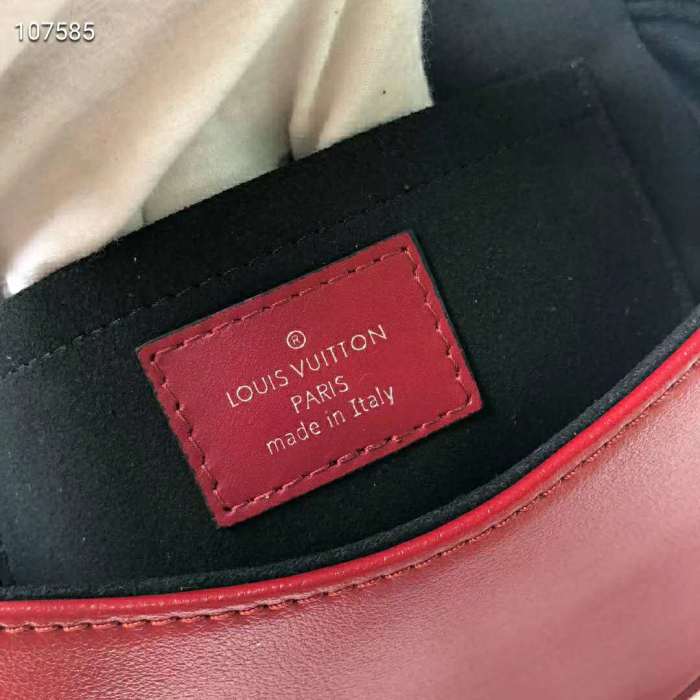 107585
®
LOUIS VUITTON
PARIS
made in Italy